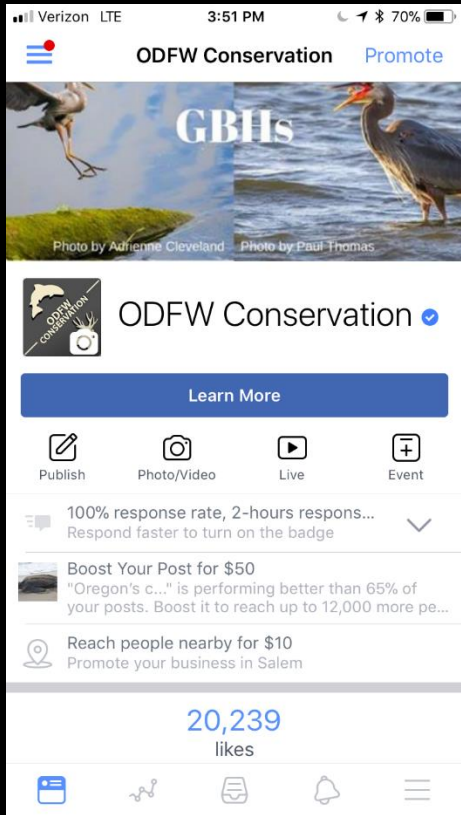 Verizon LTE 3:51 PM 70%
ODFW Conservation Promote
GBHs
Photo by Adrienne Cleveland Photo by Paul Thomas
ODFW
CONSERVATION
ODFW Conservation
Learn More
Publish Photo/Video Live Event
100% response rate, 2-hours respons...
Respond faster to turn on the badge
Boost Your Post for $50
"Oregon's c..." is performing better than 65% of
your posts. Boost it to reach up to 12,000 more pe...
Reach people nearby for $10
Promote your business in Salem
20,239
likes